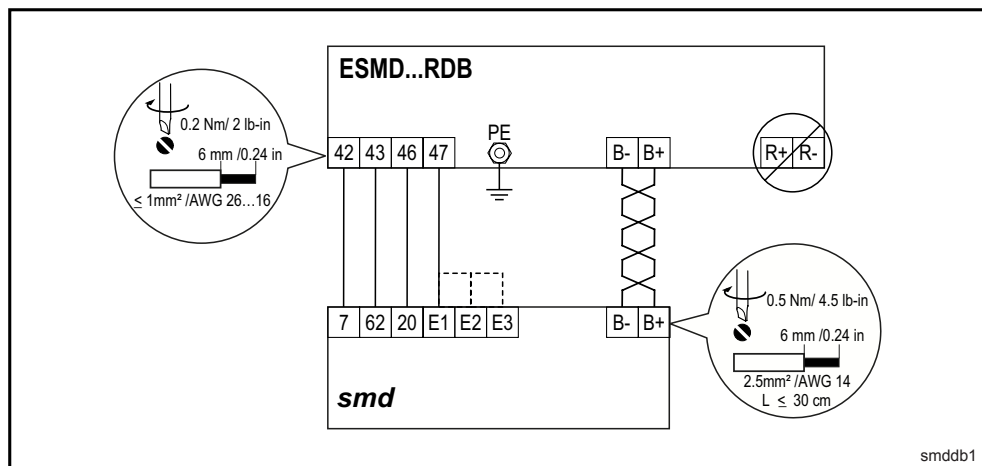 ESMD...RDB
0.2 Nm/ 2 lb-in
6 mm /0.24 in
≤ 1mm² /AWG 26...16
42 43 46 47
PE
B- B+
R+ R-
7 62 20 E1 E2 E3
B- B+
smd
0.5 Nm/ 4.5 lb-in
6 mm /0.24 in
2.5mm² /AWG 14
L ≤ 30 cm
smddb1